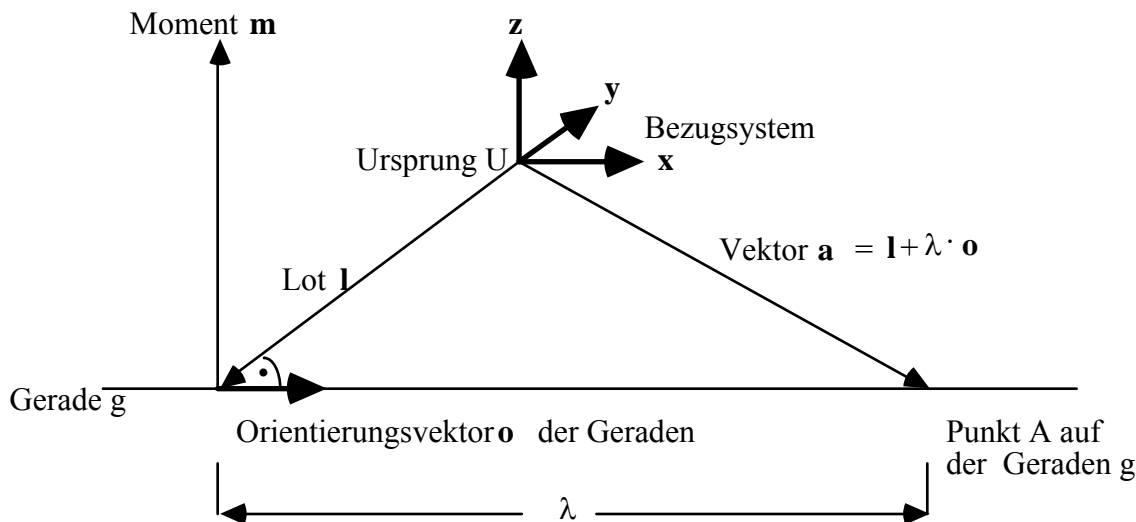 Moment m
z
y
Bezugsystem
Ursprung U
x
Vektor a = l + λ · o
Lot l
Gerade g
Orientierungsvektor o der Geraden
Punkt A auf
der Geraden g
λ